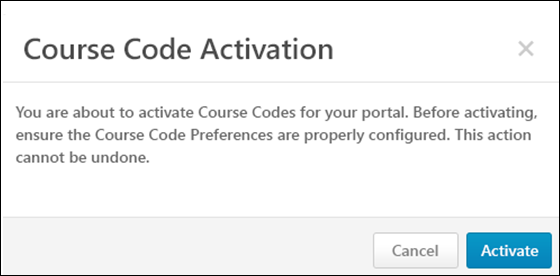 Course Code Activation
You are about to activate Course Codes for your portal. Before activating,
ensure the Course Code Preferences are properly configured. This action
cannot be undone.
Cancel
Activate